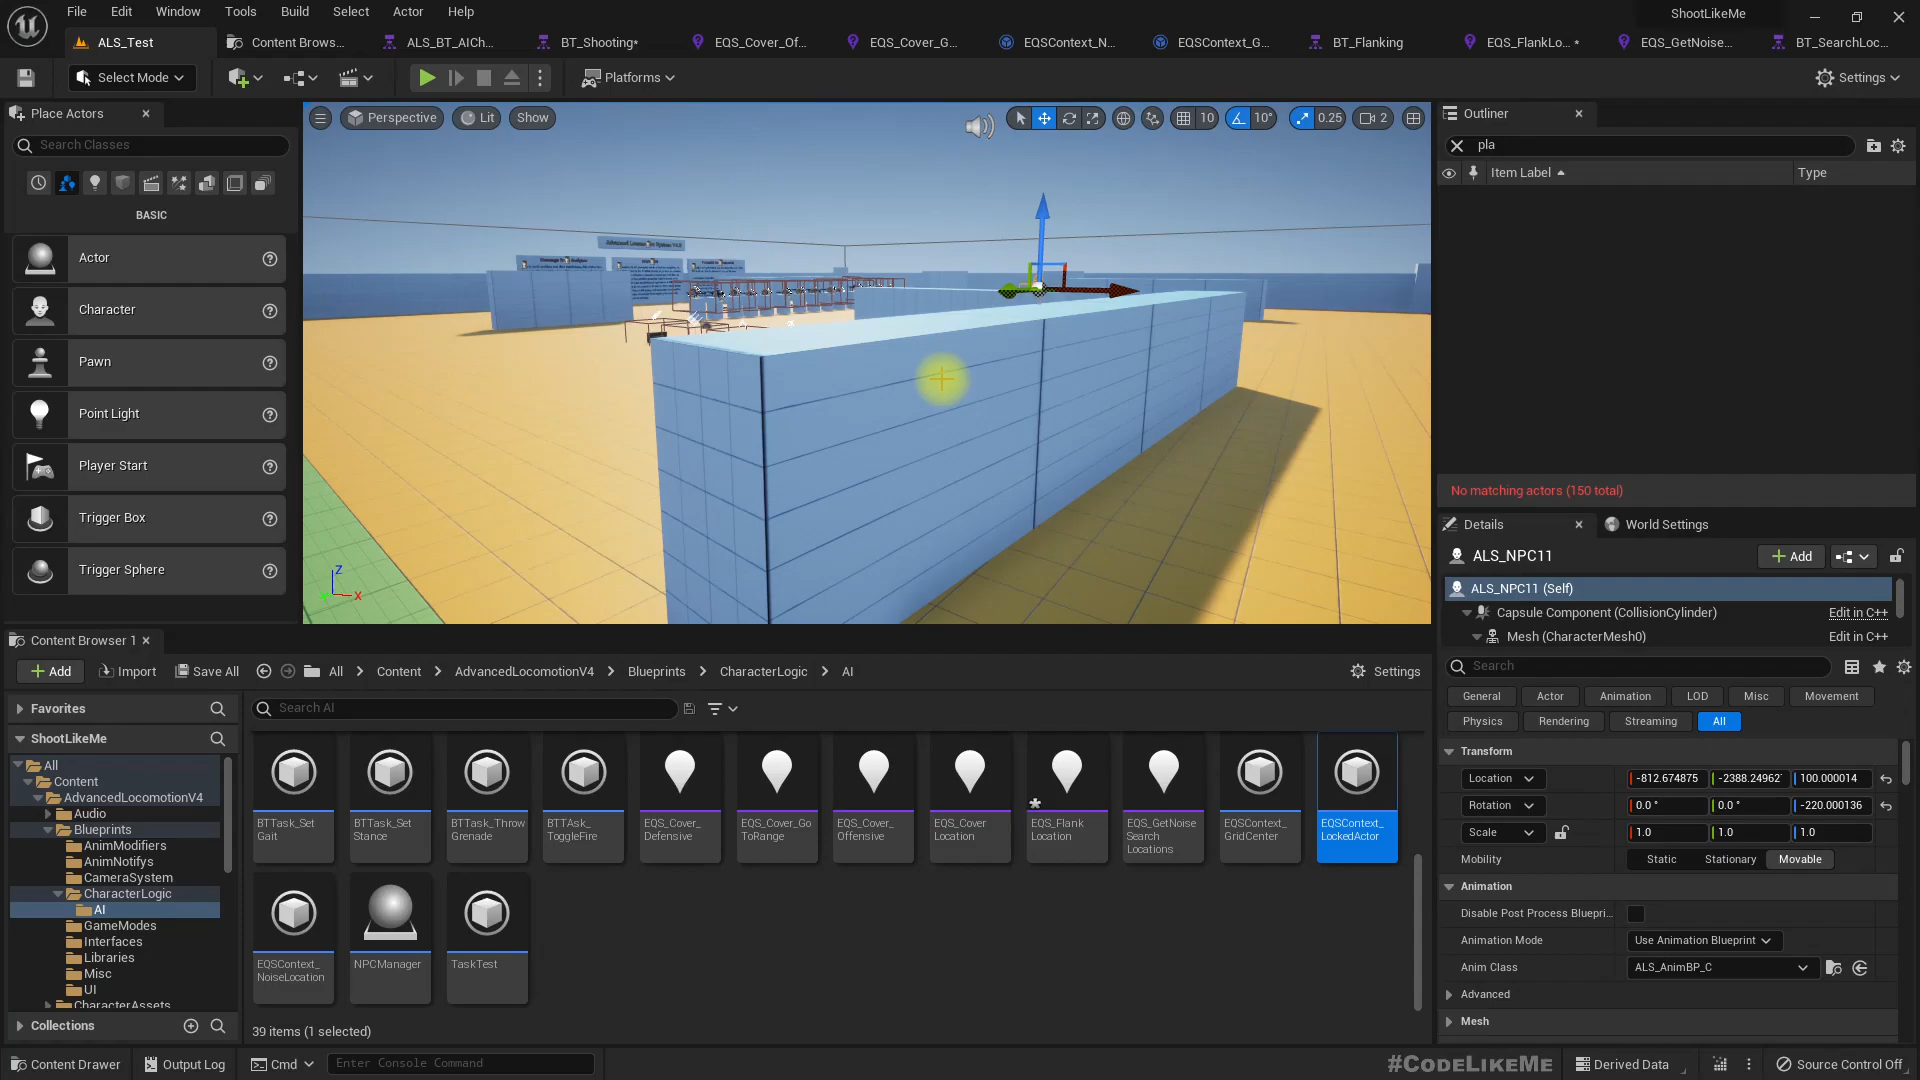 File Edit Window Tools Build Select Actor Help
ShootLikeMe
ALS_Test
Content Brows...
ALS_BT_AICh...
BT_Shooting*
EQS_Cover_Of...
EQS_Cover_G...
EQSContext_N...
EQSContext_G...
BT_Flanking
EQS_FlankLo... *
EQS_GetNoise...
BT_SearchLoc...
Select Mode
Platforms
Settings
Place Actors
Search Classes
BASIC
Actor
Character
Pawn
Point Light
Player Start
Trigger Box
Trigger Sphere
Perspective Lit Show
10 10° 0.25 2
Z
X
Outliner
pla
Item Label Type
No matching actors (150 total)
Details World Settings
ALS_NPC11
Add
ALS_NPC11 (Self)
Capsule Component (CollisionCylinder) Edit in C++
Mesh (CharacterMesh0) Edit in C++
Search
General Actor Animation LOD Misc Movement
Physics Rendering Streaming All
Transform
Location -812.674875 -2388.24962 100.000014
Rotation 0.0 ° 0.0 ° -220.000136
Scale 1.0 1.0 1.0
Mobility Static Stationary Movable
Animation
Disable Post Process Bluepri...
Animation Mode Use Animation Blueprint
Anim Class ALS_AnimBP_C
Advanced
Mesh
Content Browser 1
Add Import Save All All Content AdvancedLocomotionV4 Blueprints CharacterLogic AI Settings
Favorites
ShootLikeMe
All
Content
AdvancedLocomotionV4
Audio
Blueprints
AnimModifiers
AnimNotifys
CameraSystem
CharacterLogic
AI
GameModes
Interfaces
Libraries
Misc
UI
CharacterAssets
Collections
Search AI
BTTask_Set
Gait
BTTask_Set
Stance
BTTask_Throw
Grenade
BTTAsk_
ToggleFire
EQS_Cover_
Defensive
EQS_Cover_Go
ToRange
EQS_Cover_
Offensive
EQS_Cover
Location
EQS_Flank
Location
EQS_GetNoise
Search
Locations
EQSContext_
GridCenter
EQSContext_
LockedActor
EQSContext_
NoiseLocation
NPCManager
TaskTest
39 items (1 selected)
Content Drawer Output Log Cmd Enter Console Command
#CODELIKEME
Derived Data Source Control Off